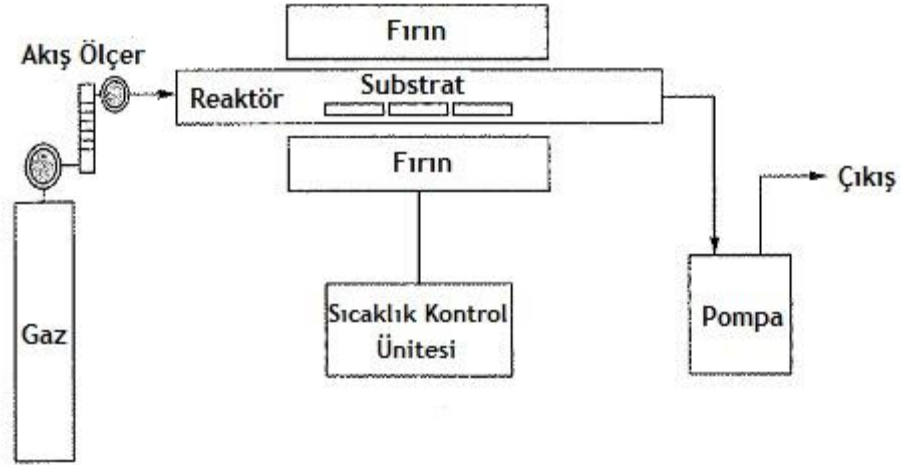 Fırın
Akış Ölçer
Substrat
Reaktör
Fırın
Çıkış
Gaz
Sıcaklık Kontrol
Ünitesi
Pompa